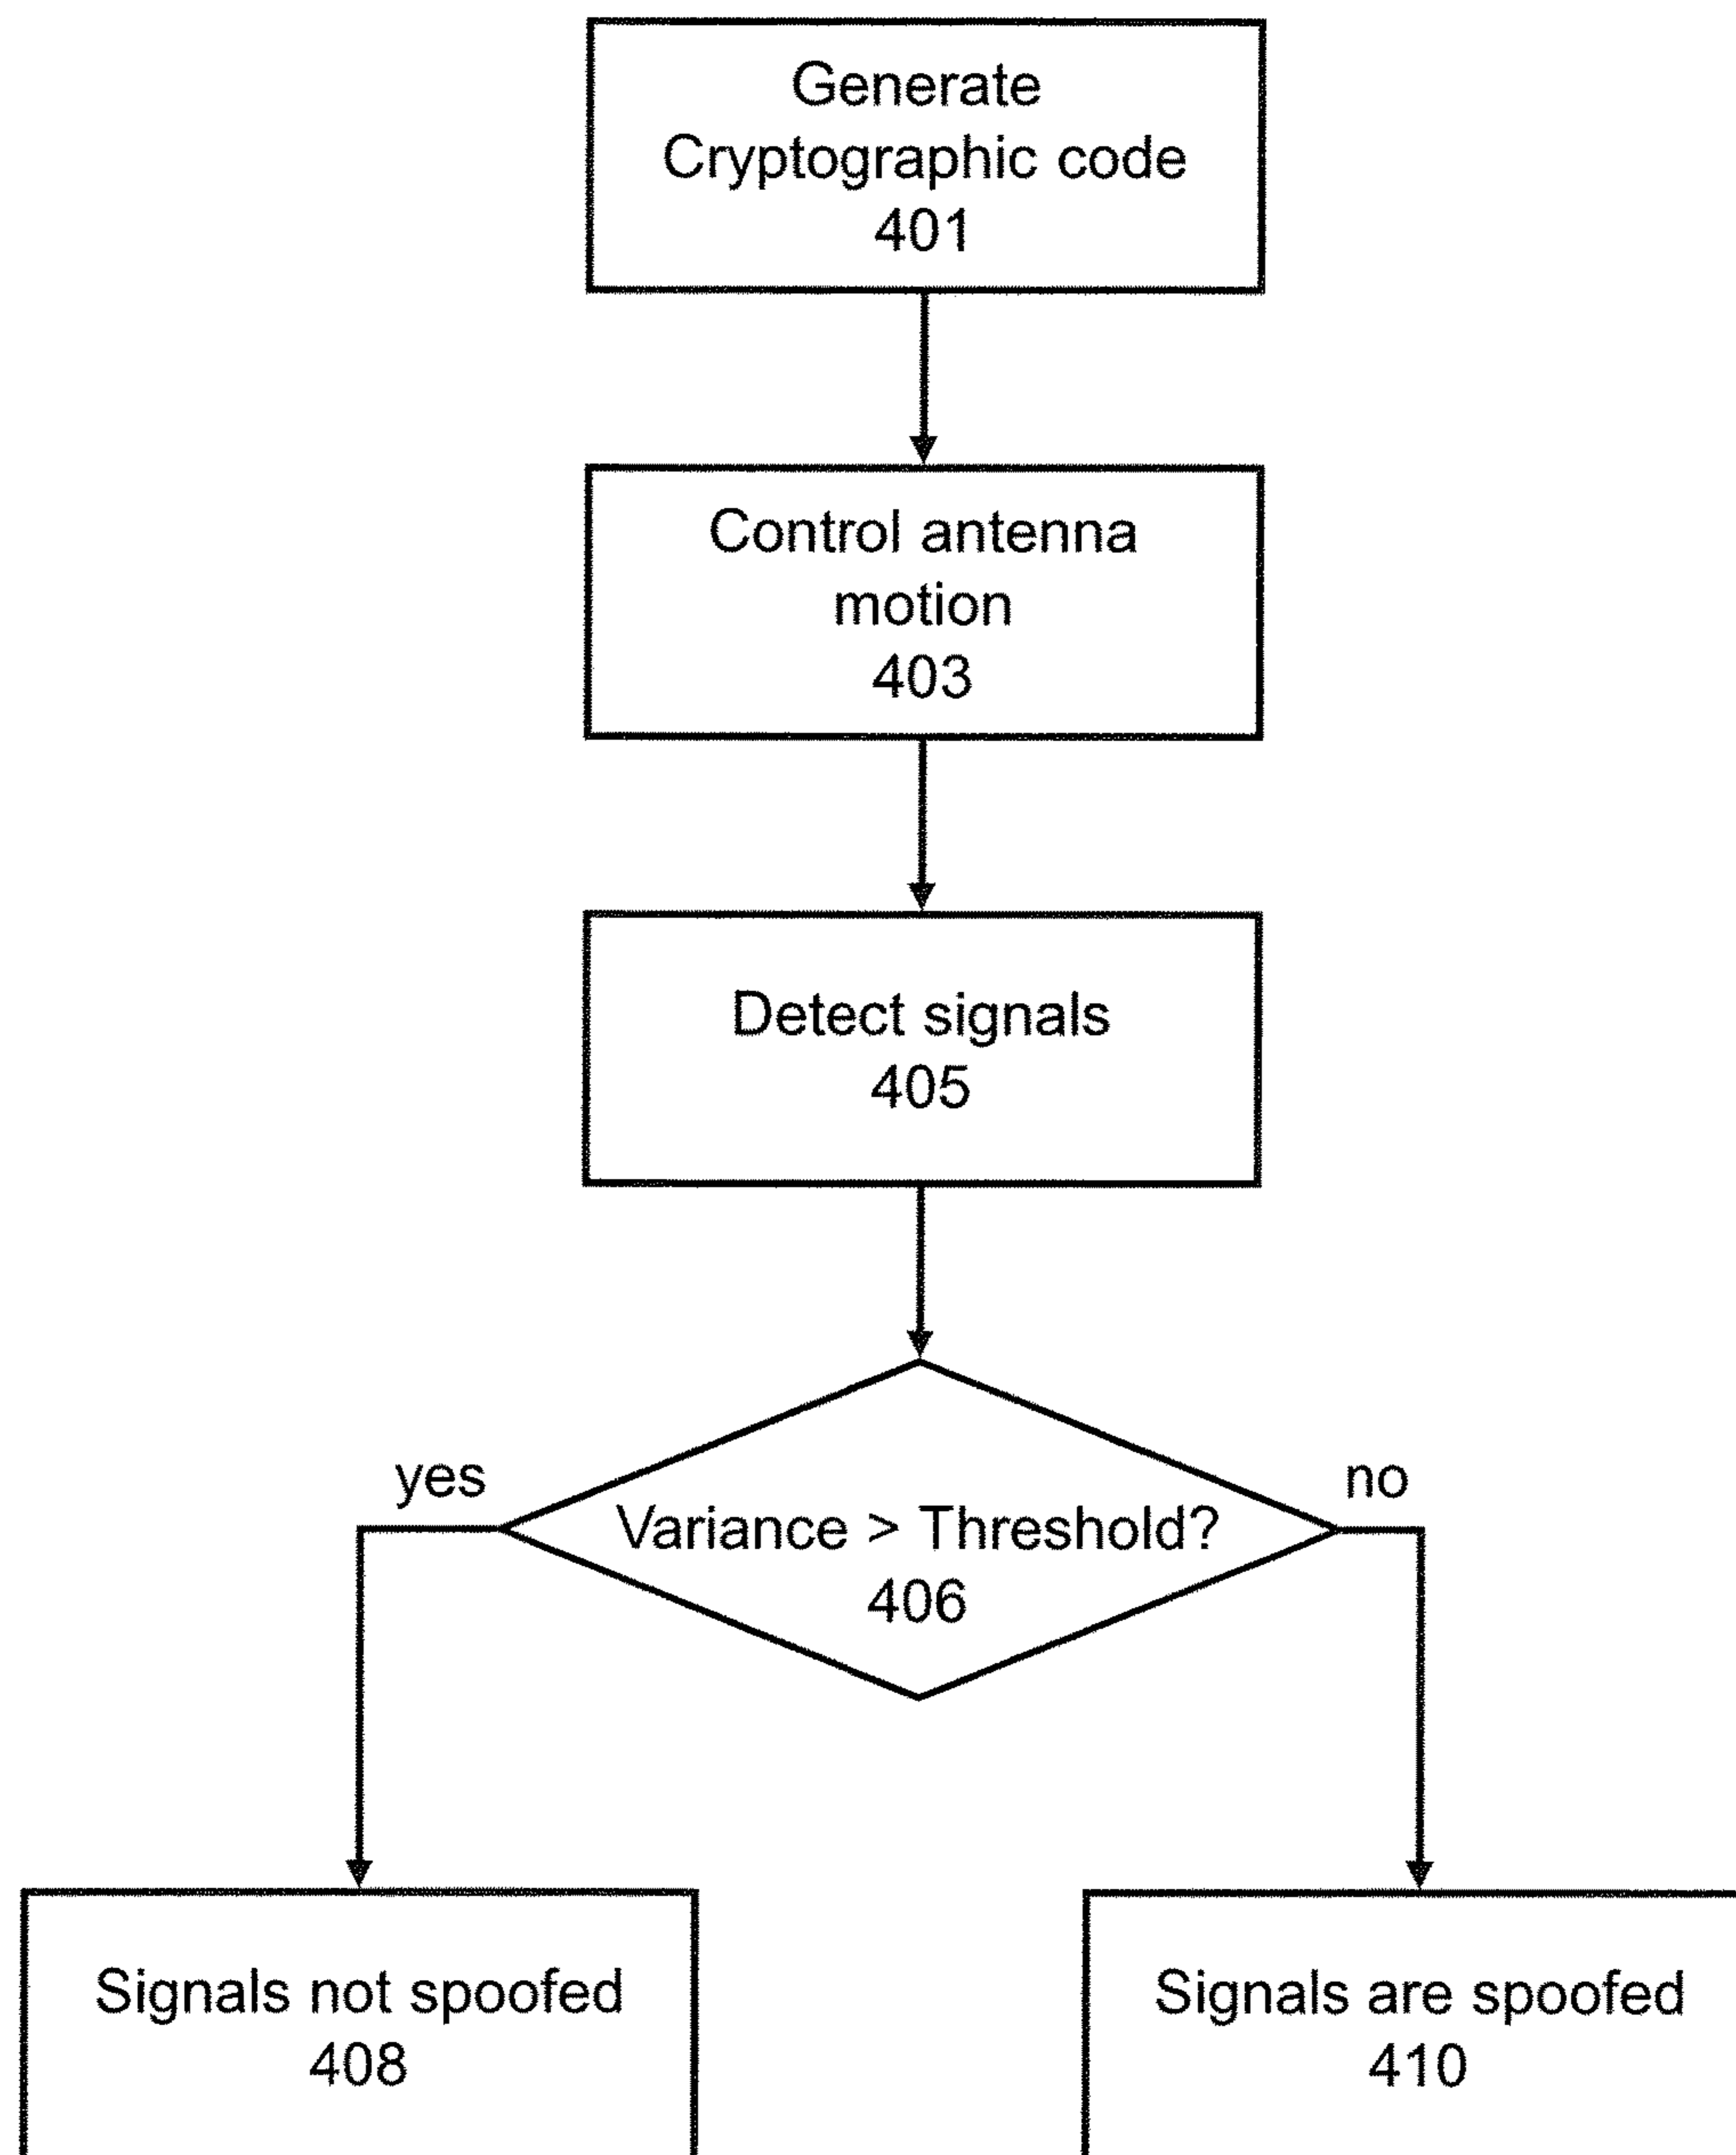 Generate
Cryptographic code
401
Control antenna
motion
403
Detect signals
405
yes
no
Variance > Threshold?
406
Signals not spoofed
408
Signals are spoofed
410